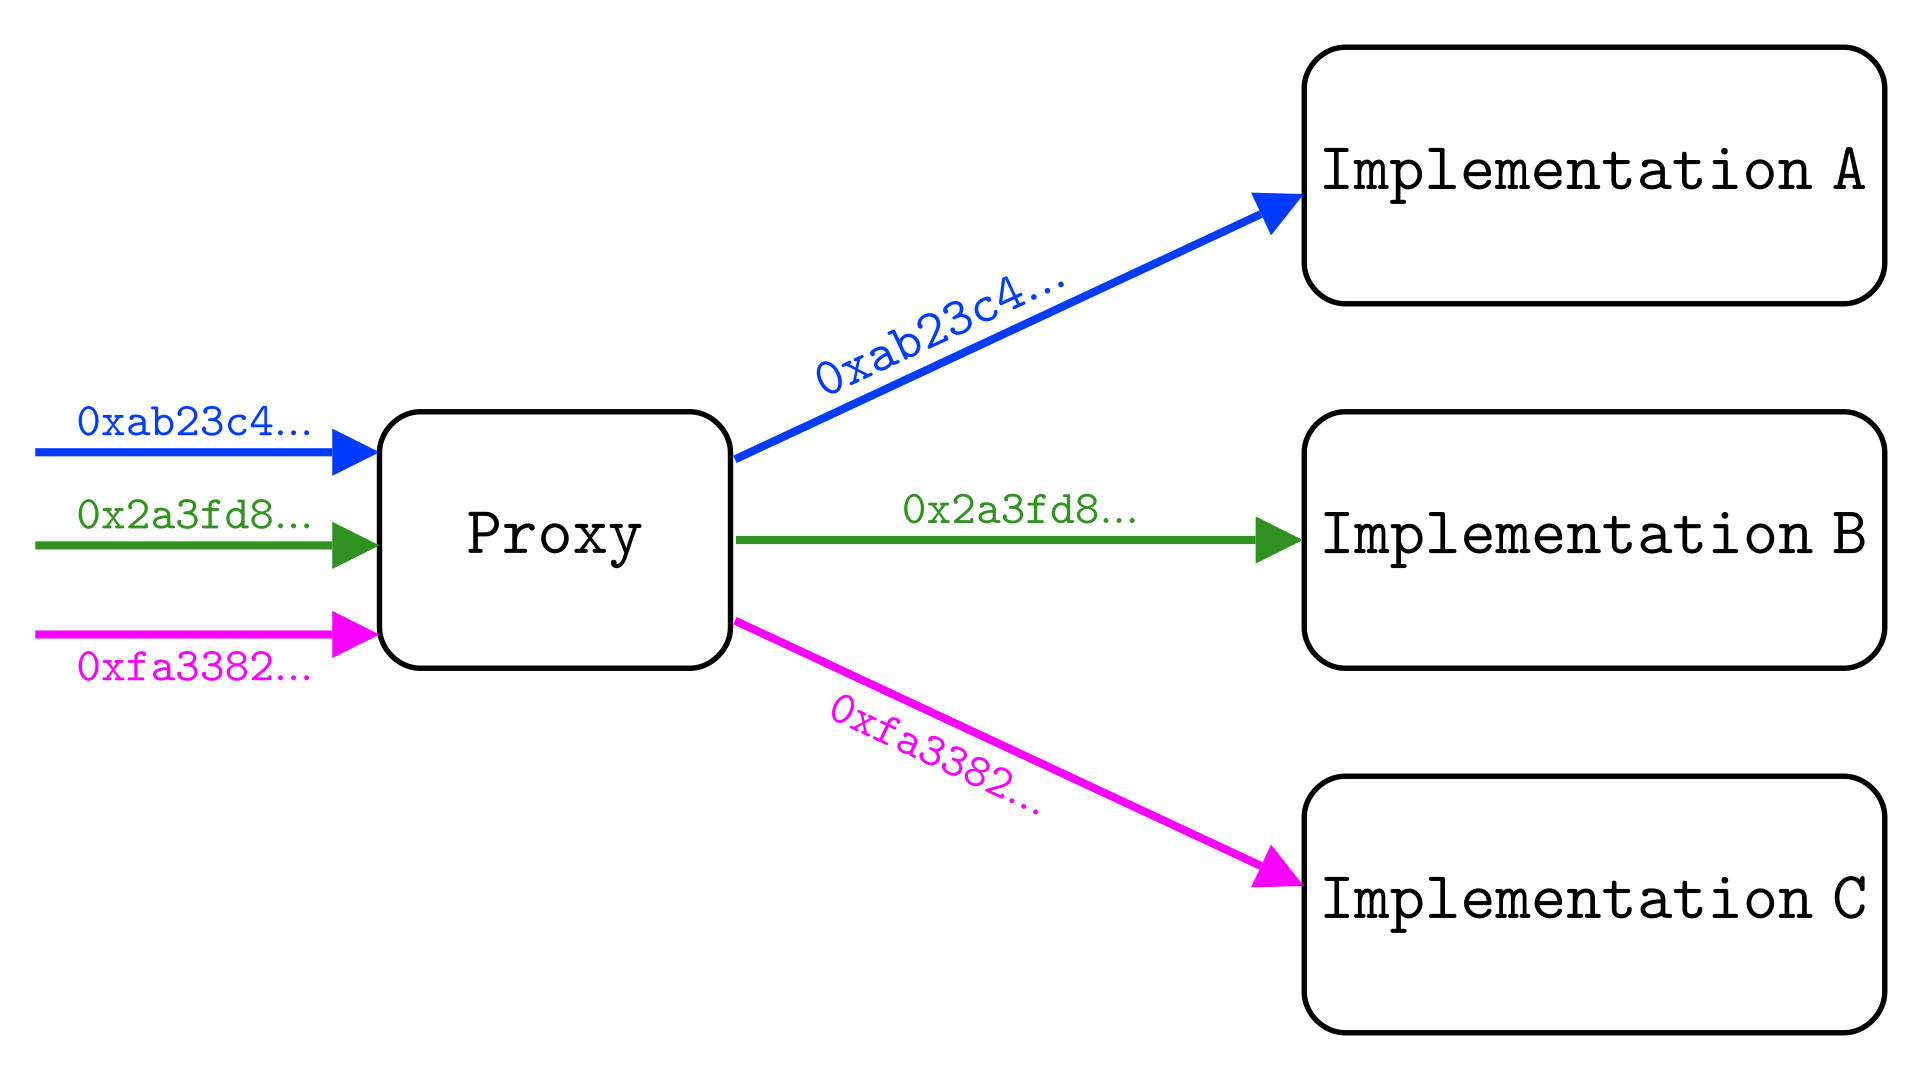 0xab23c4...
0x2a3fd8...
0xfa3382...
Proxy
0xab23c4...
0x2a3fd8...
0xfa3382...
Implementation A
Implementation B
Implementation C